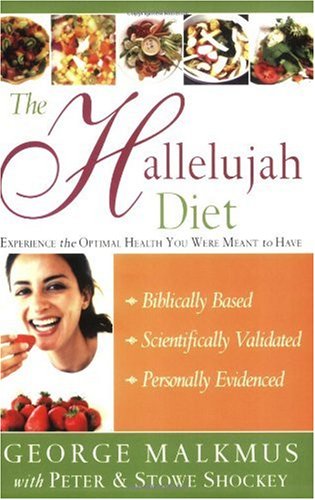 The
Hallelujah
Diet
EXPERIENCE the OPTIMAL HEALTH YOU WERE MEANT to HAVE
Biblically Based
Scientifically Validated
Personally Evidenced
GEORGE MALKMUS
with PETER & STOWE SHOCKEY